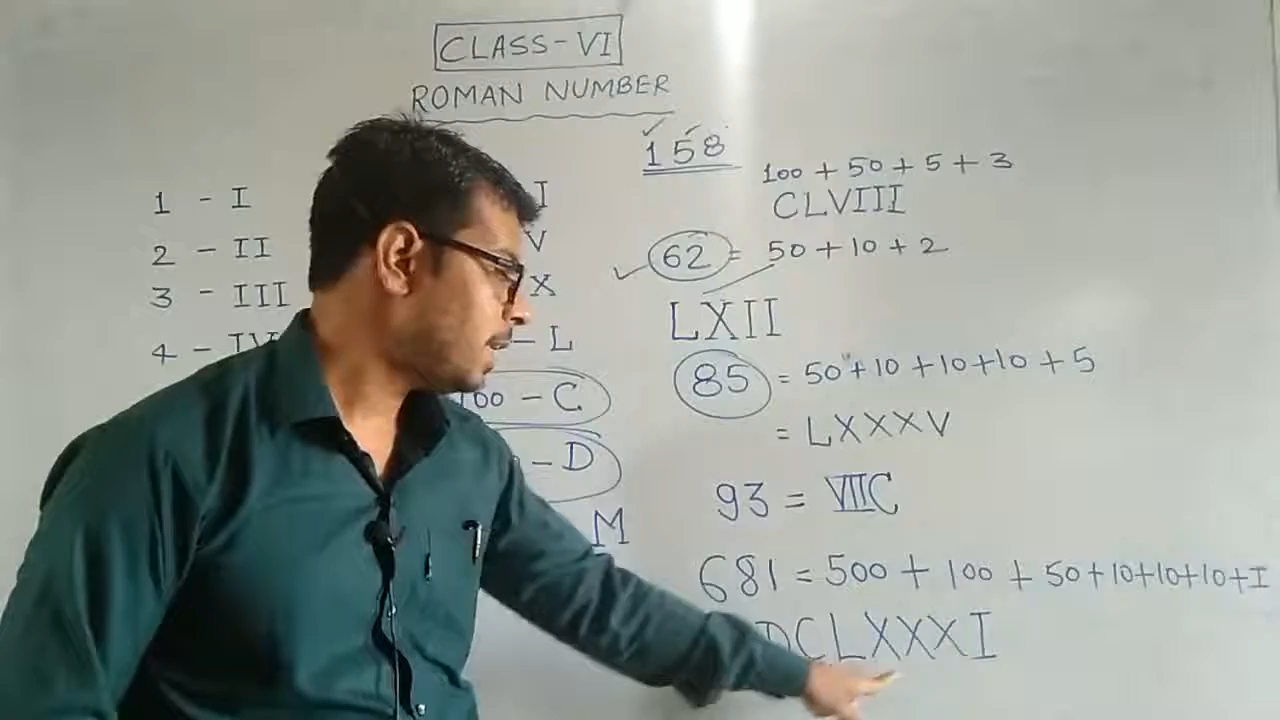 CLASS-VI
ROMAN NUMBER
1 - I
2 - II
3 - III
4 - IV
I
V
X
- L
100 - C
- D
M
158
100 + 50 + 5 + 3
CLVIII
62 = 50 + 10 + 2
LXII
85 = 50 + 10 + 10 + 10 + 5
= LXXXV
93 = VIIC
681 = 500 + 100 + 50 + 10 + 10 + 10 + I
DCLXXXI